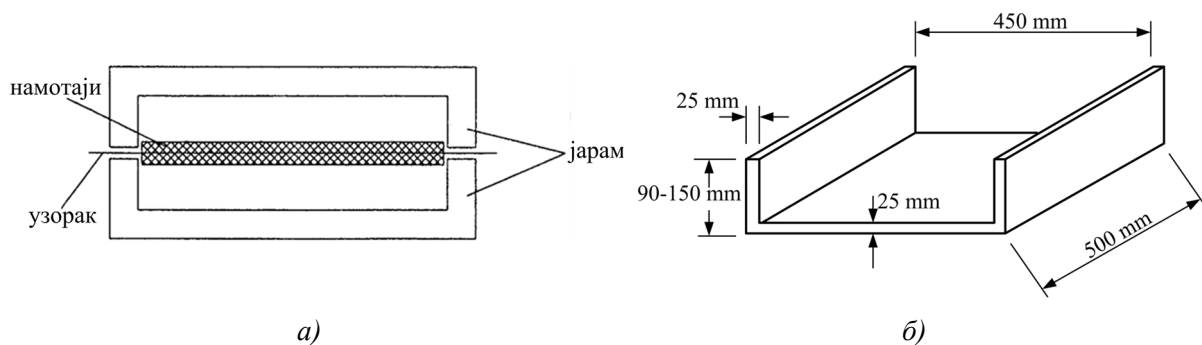 намотаји
узорак
јарам
а)
450 mm
25 mm
90-150 mm
25 mm
500 mm
б)